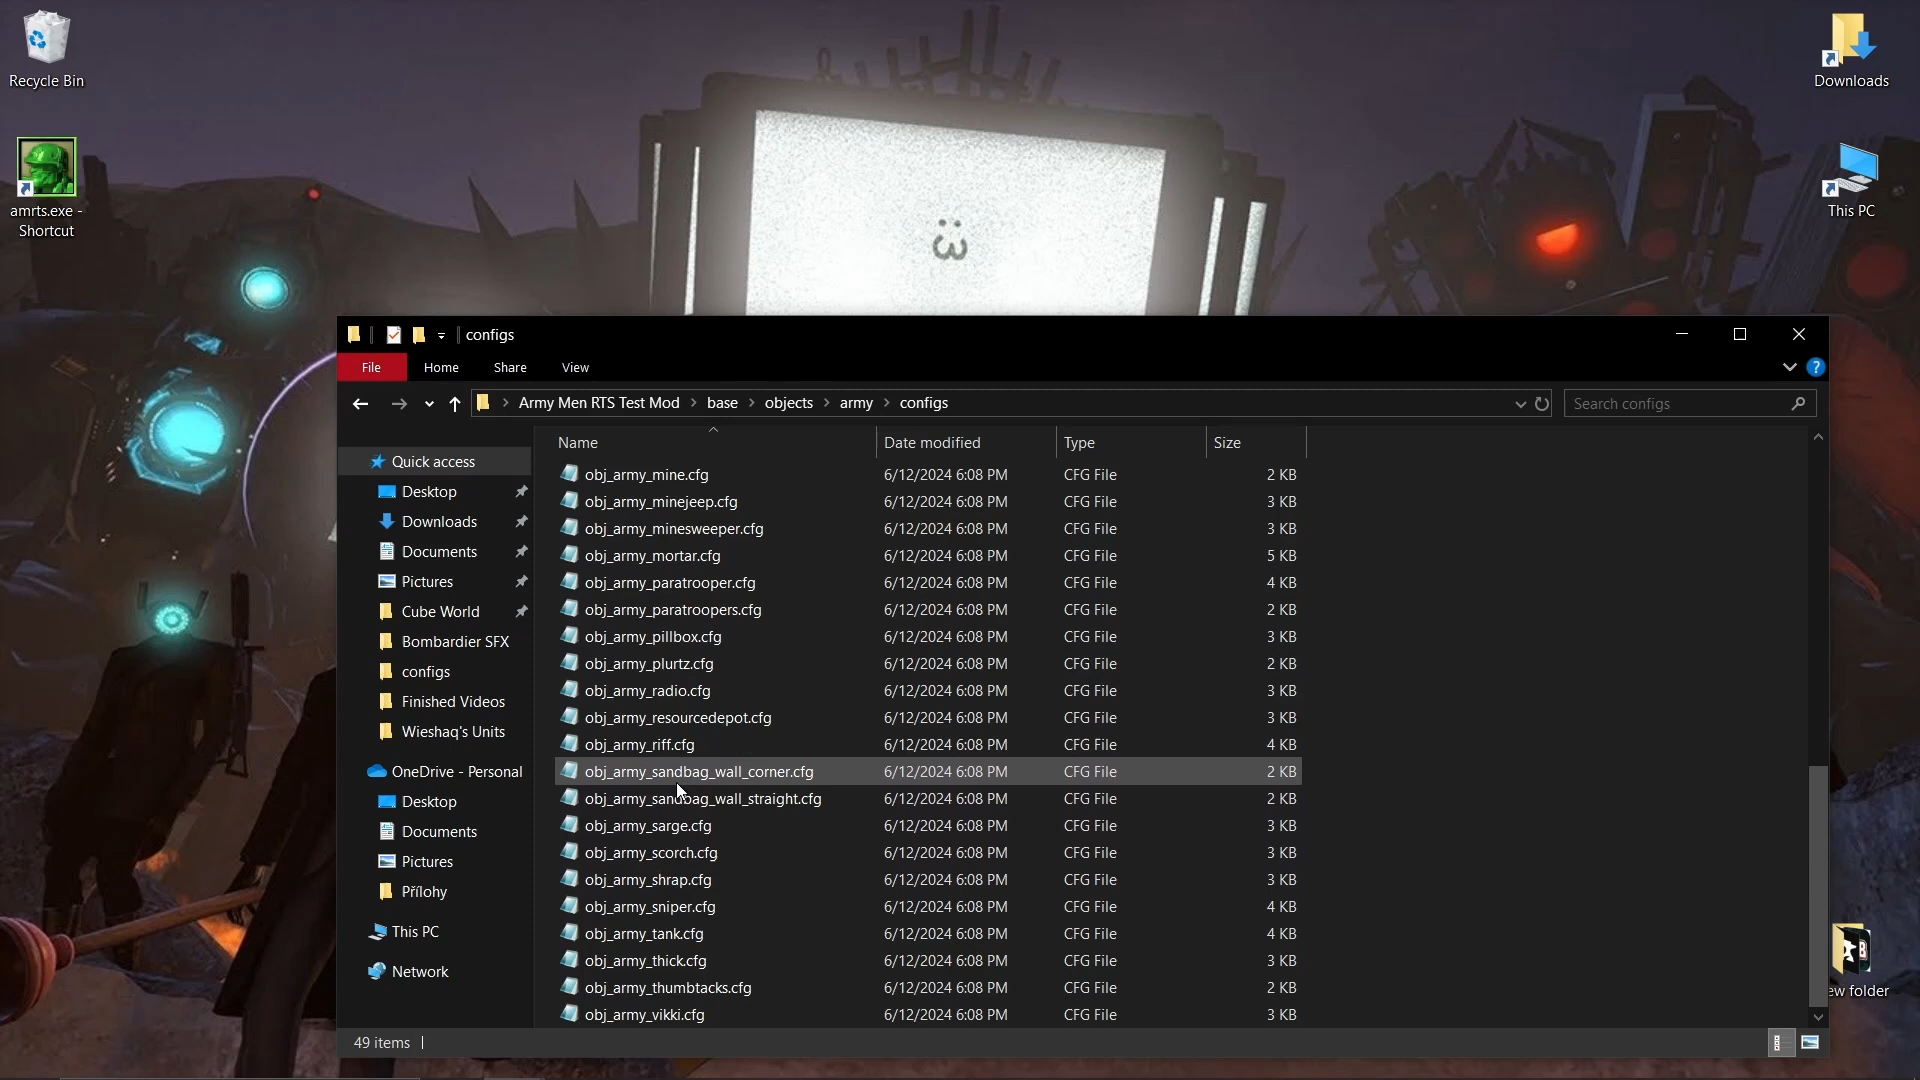 Recycle Bin
amrts.exe -
Shortcut
Downloads
This PC
ew folder
configs
File
Home
Share
View
Army Men RTS Test Mod
base
objects
army
configs
Search configs
Quick access
Desktop
Downloads
Documents
Pictures
Cube World
Bombardier SFX
configs
Finished Videos
Wieshaq's Units
OneDrive - Personal
Desktop
Documents
Pictures
Přílohy
This PC
Network
Name Date modified Type Size
obj_army_mine.cfg 6/12/2024 6:08 PM CFG File 2 KB
obj_army_minejeep.cfg 6/12/2024 6:08 PM CFG File 3 KB
obj_army_minesweeper.cfg 6/12/2024 6:08 PM CFG File 3 KB
obj_army_mortar.cfg 6/12/2024 6:08 PM CFG File 5 KB
obj_army_paratrooper.cfg 6/12/2024 6:08 PM CFG File 4 KB
obj_army_paratroopers.cfg 6/12/2024 6:08 PM CFG File 2 KB
obj_army_pillbox.cfg 6/12/2024 6:08 PM CFG File 3 KB
obj_army_plurtz.cfg 6/12/2024 6:08 PM CFG File 2 KB
obj_army_radio.cfg 6/12/2024 6:08 PM CFG File 3 KB
obj_army_resourcedepot.cfg 6/12/2024 6:08 PM CFG File 3 KB
obj_army_riff.cfg 6/12/2024 6:08 PM CFG File 4 KB
obj_army_sandbag_wall_corner.cfg 6/12/2024 6:08 PM CFG File 2 KB
obj_army_sandbag_wall_straight.cfg 6/12/2024 6:08 PM CFG File 2 KB
obj_army_sarge.cfg 6/12/2024 6:08 PM CFG File 3 KB
obj_army_scorch.cfg 6/12/2024 6:08 PM CFG File 3 KB
obj_army_shrap.cfg 6/12/2024 6:08 PM CFG File 3 KB
obj_army_sniper.cfg 6/12/2024 6:08 PM CFG File 4 KB
obj_army_tank.cfg 6/12/2024 6:08 PM CFG File 4 KB
obj_army_thick.cfg 6/12/2024 6:08 PM CFG File 3 KB
obj_army_thumbtacks.cfg 6/12/2024 6:08 PM CFG File 2 KB
obj_army_vikki.cfg 6/12/2024 6:08 PM CFG File 3 KB
49 items